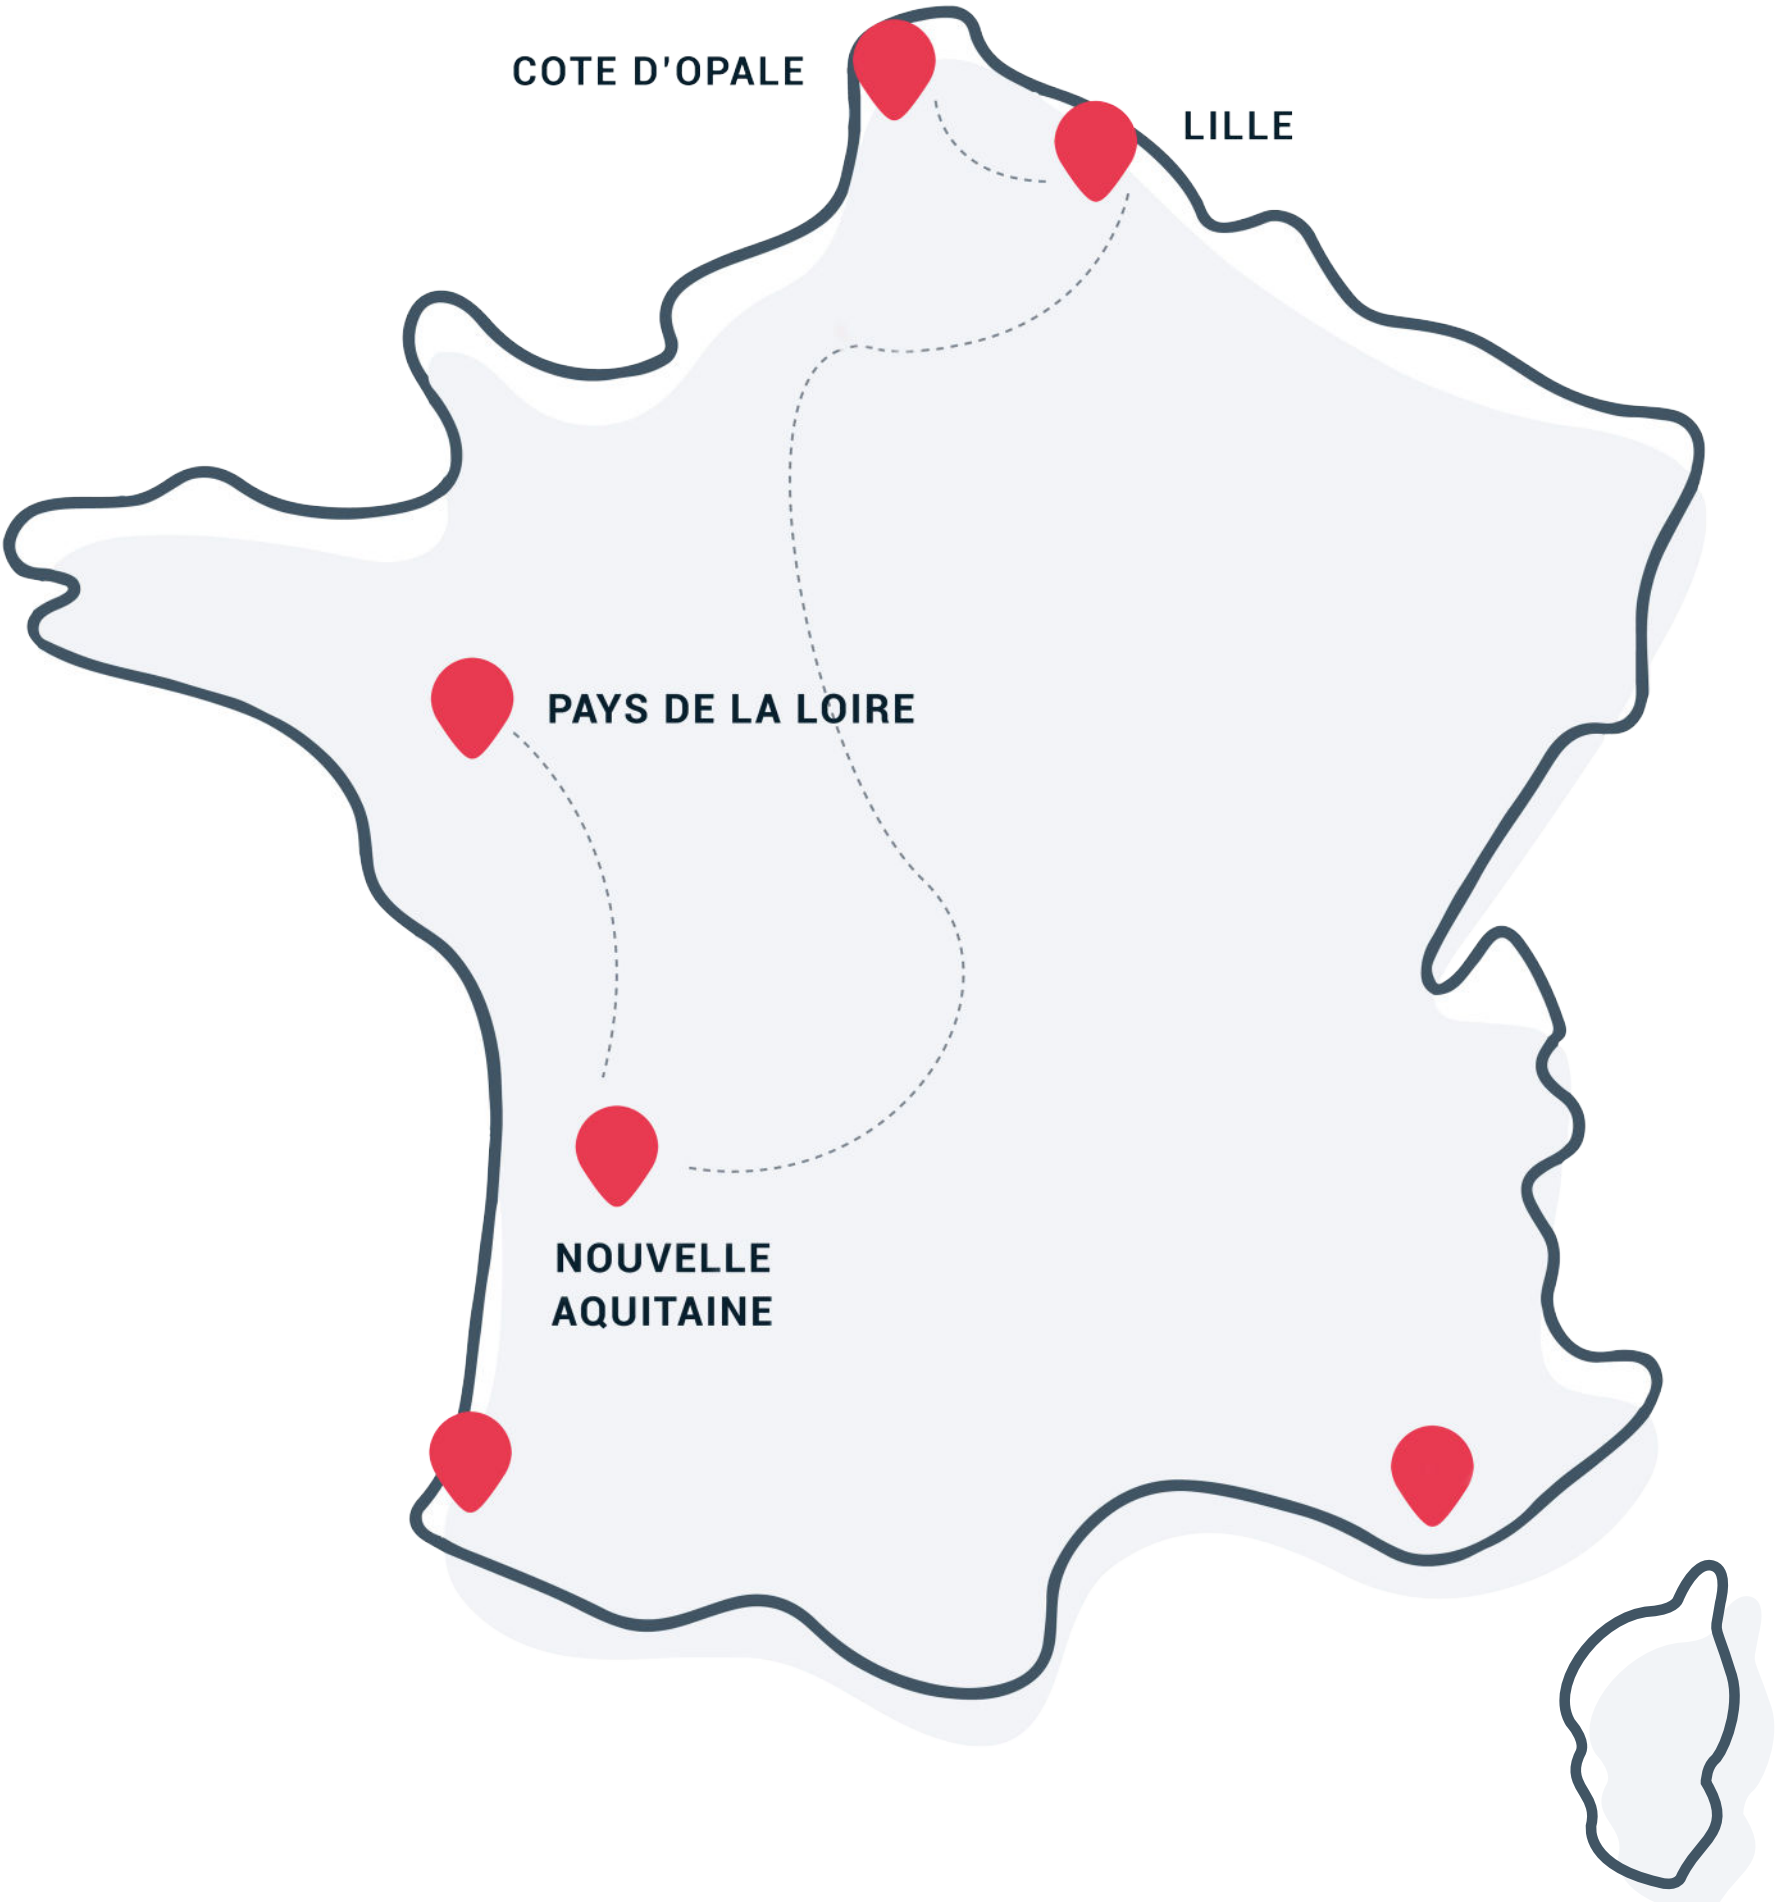 COTE D'OPALE
LILLE
PAYS DE LA LOIRE
NOUVELLE
AQUITAINE